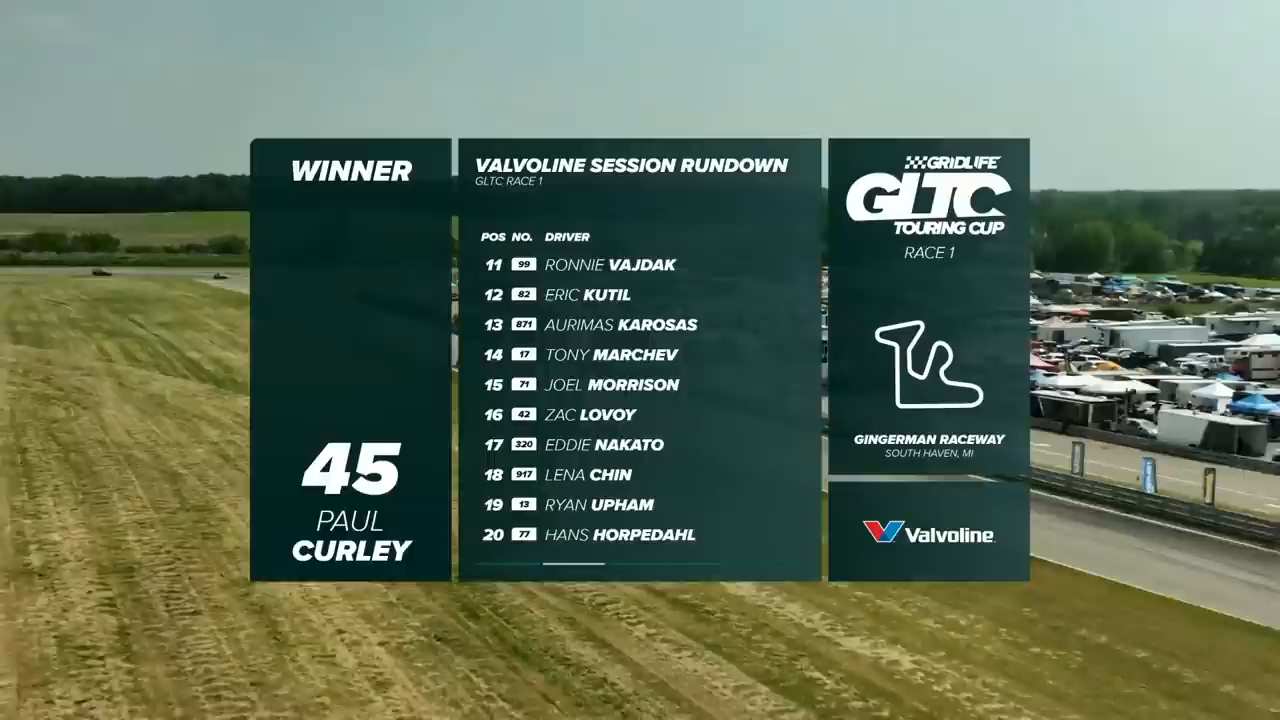 WINNER
45
PAUL
CURLEY
VALVOLINE SESSION RUNDOWN
GLTC RACE 1
POS NO. DRIVER
11 99 RONNIE VAJDAK
12 82 ERIC KUTIL
13 871 AURIMAS KAROSAS
14 17 TONY MARCHEV
15 71 JOEL MORRISON
16 42 ZAC LOVOY
17 320 EDDIE NAKATO
18 917 LENA CHIN
19 13 RYAN UPHAM
20 77 HANS HORPEDAHL
GRIDLIFE
GLTC
TOURING CUP
RACE 1
GINGERMAN RACEWAY
SOUTH HAVEN, MI
Valvoline